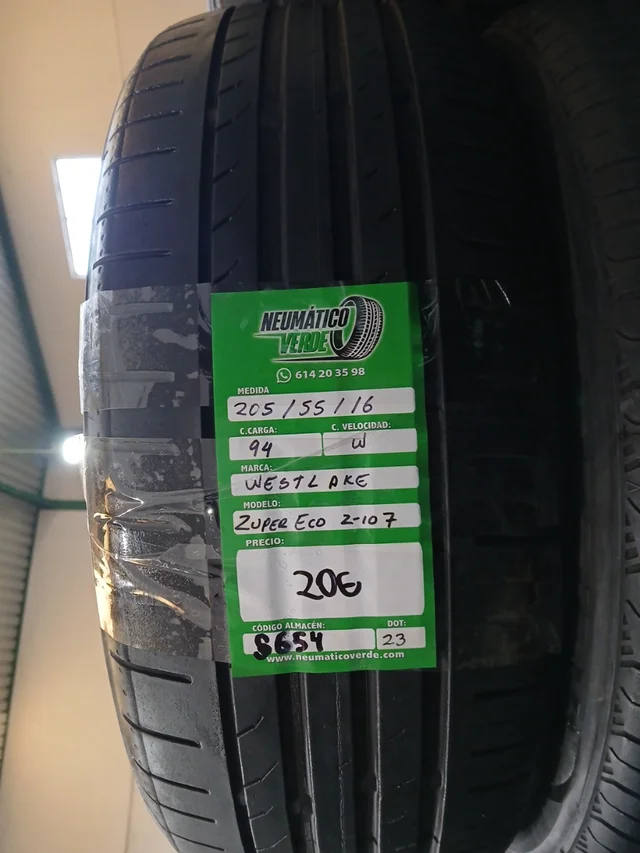 NEUMÁTICO
VERDE
614 20 35 98
MEDIDA
205/55/16
C.CARGA: C. VELOCIDAD:
94 W
MARCA:
WESTLAKE
MODELO:
ZUPER ECO Z-107
PRECIO:
20€
CÓDIGO ALMACÉN: DOT:
8654 23
www.neumaticoverde.com